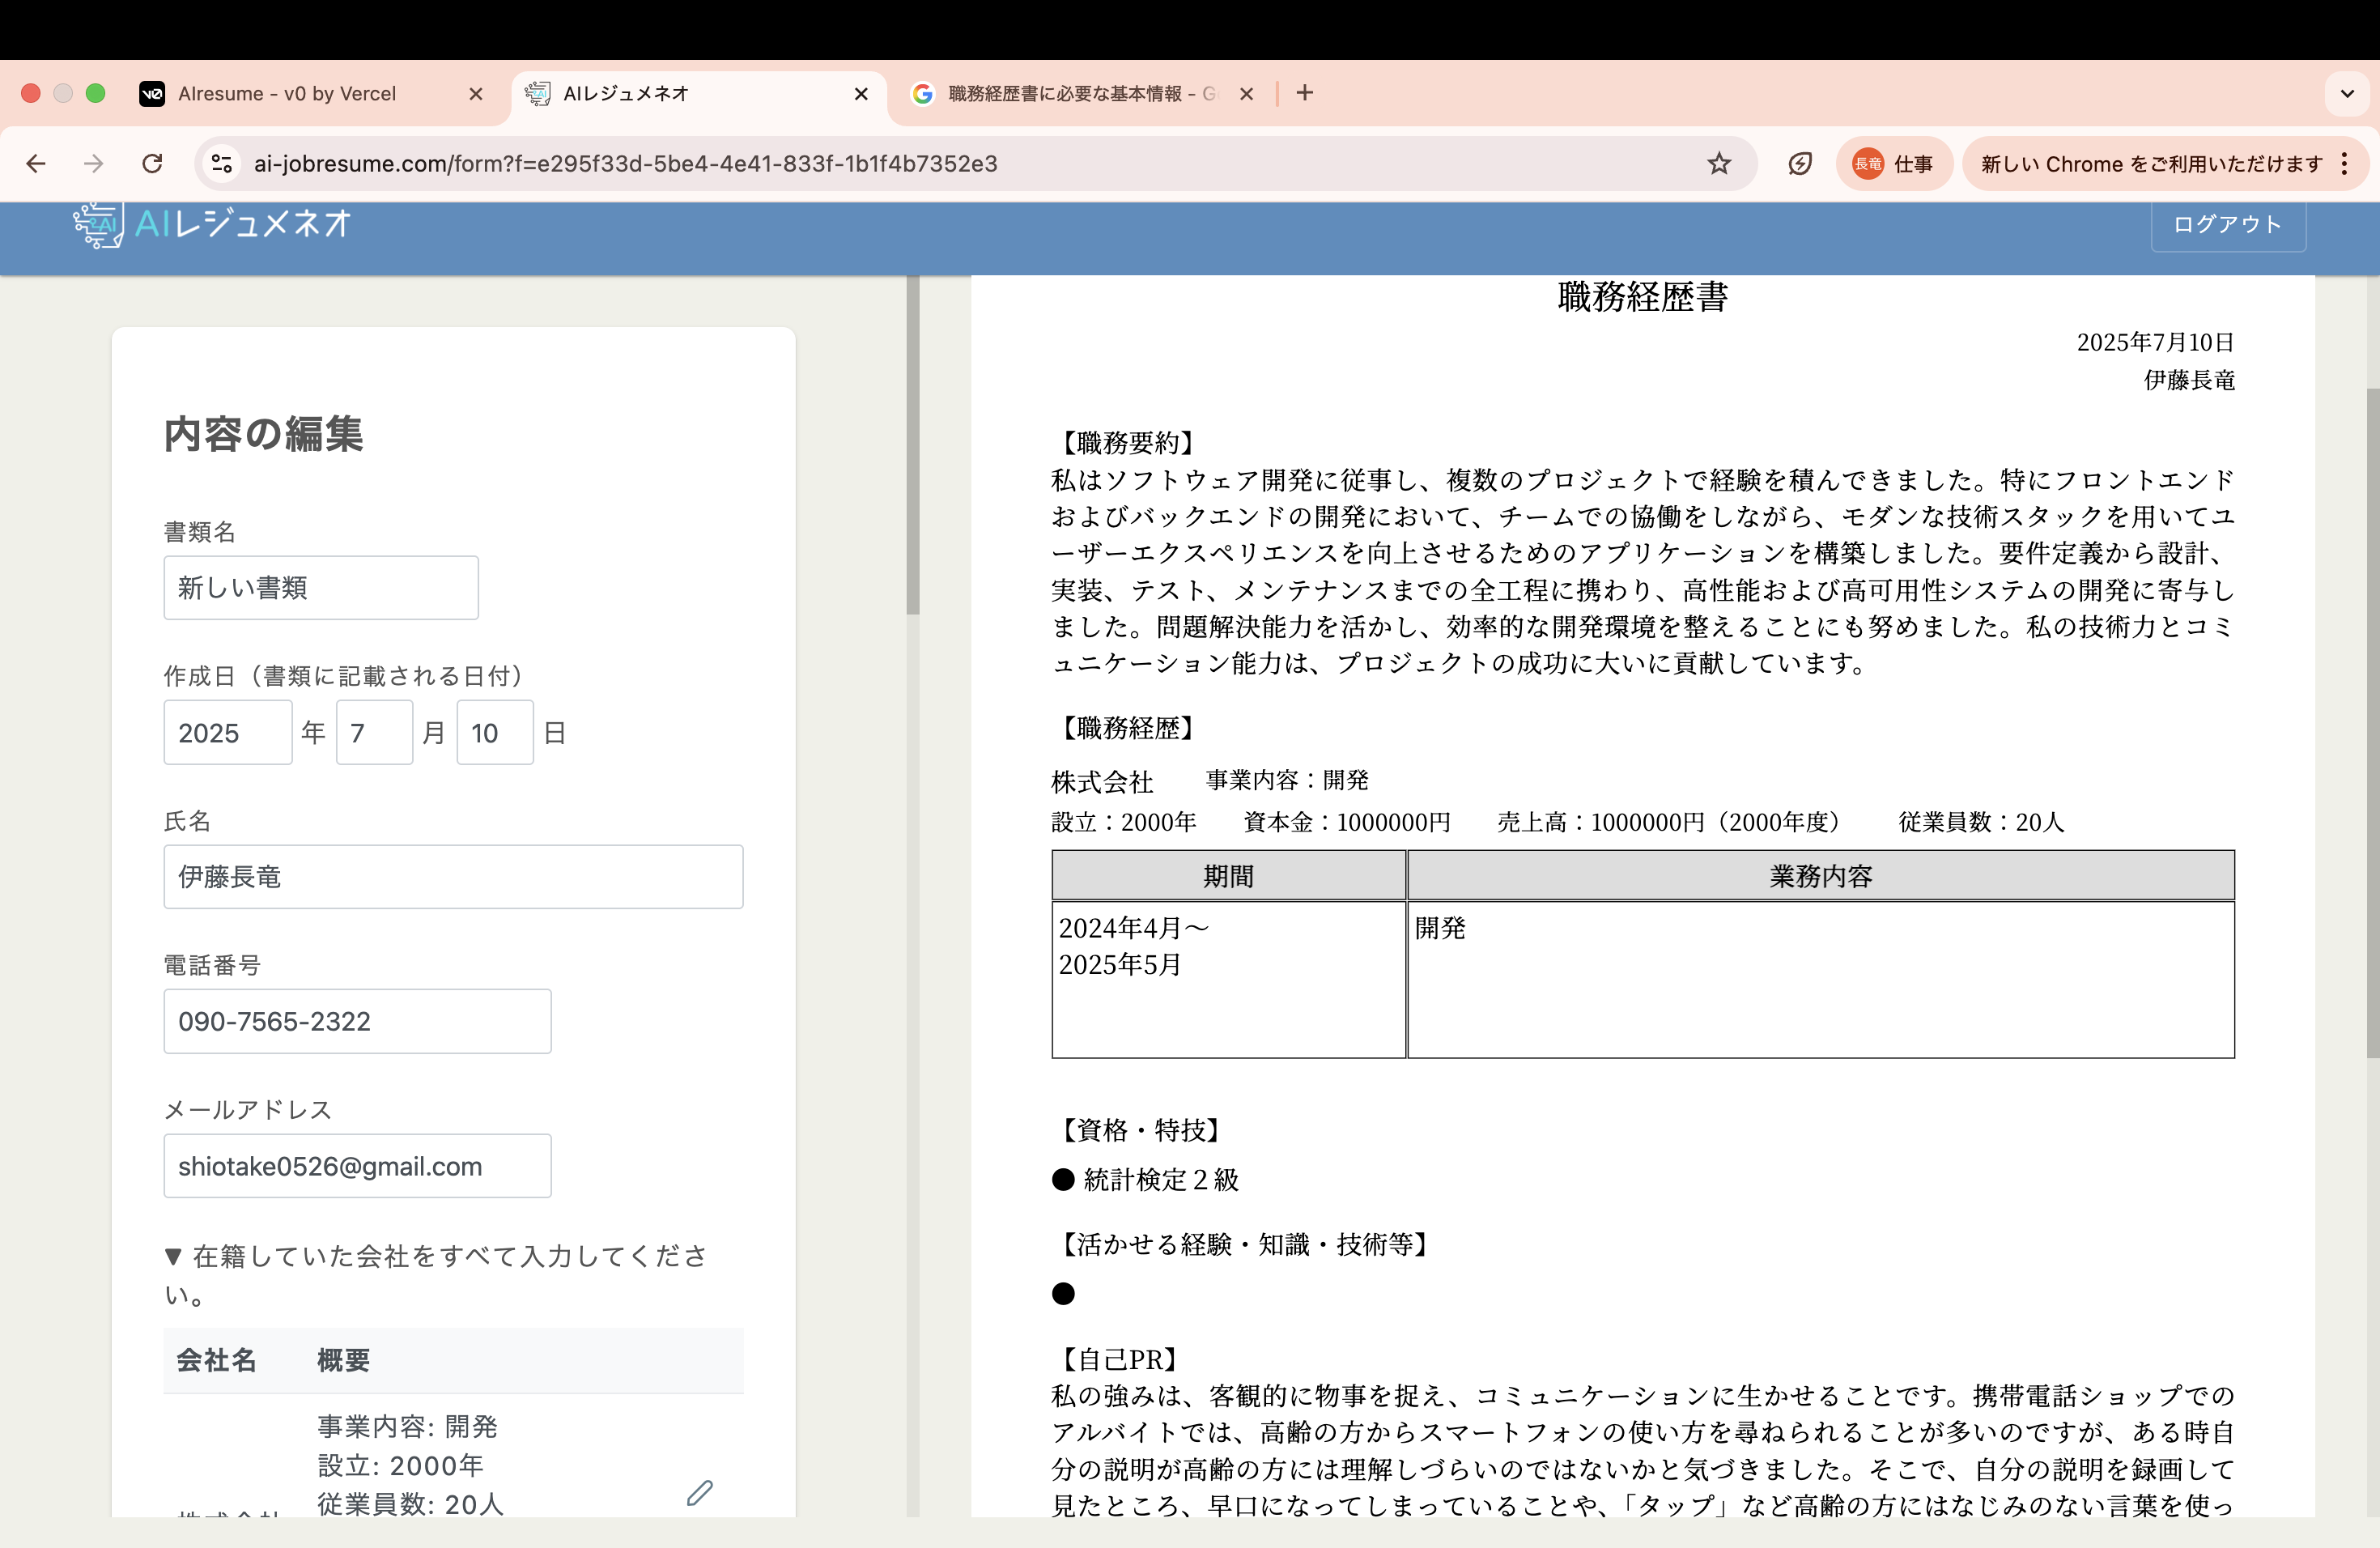 AIresume - v0 by Vercel
AIレジュメネオ
職務経歴書に必要な基本情報 - G
ai-jobresume.com/form?f=e295f33d-5be4-4e41-833f-1b1f4b7352e3
長竜 仕事
新しい Chrome をご利用いただけます
AIレジュメネオ
ログアウト
内容の編集
書類名
新しい書類
作成日（書類に記載される日付）
2025 年 7 月 10 日
氏名
伊藤長竜
電話番号
090-7565-2322
メールアドレス
shiotake0526@gmail.com
▼ 在籍していた会社をすべて入力してくださ
い。
会社名 概要
事業内容: 開発
設立: 2000年
従業員数: 20人
株式会社
職務経歴書
2025年7月10日
伊藤長竜
【職務要約】
私はソフトウェア開発に従事し、複数のプロジェクトで経験を積んできました。特にフロントエンド
およびバックエンドの開発において、チームでの協働をしながら、モダンな技術スタックを用いてユ
ーザーエクスペリエンスを向上させるためのアプリケーションを構築しました。要件定義から設計、
実装、テスト、メンテナンスまでの全工程に携わり、高性能および高可用性システムの開発に寄与し
ました。問題解決能力を活かし、効率的な開発環境を整えることにも努めました。私の技術力とコミ
ュニケーション能力は、プロジェクトの成功に大いに貢献しています。
【職務経歴】
株式会社 事業内容：開発
設立：2000年 資本金：1000000円 売上高：1000000円（2000年度） 従業員数：20人
期間 業務内容
2024年4月～ 開発
2025年5月
【資格・特技】
● 統計検定２級
【活かせる経験・知識・技術等】
●
【自己PR】
私の強みは、客観的に物事を捉え、コミュニケーションに生かせることです。携帯電話ショップでの
アルバイトでは、高齢の方からスマートフォンの使い方を尋ねられることが多いのですが、ある時自
分の説明が高齢の方には理解しづらいのではないかと気づきました。そこで、自分の説明を録画して
見たところ、早口になってしまっていることや、「タップ」など高齢の方にはなじみのない言葉を使っ